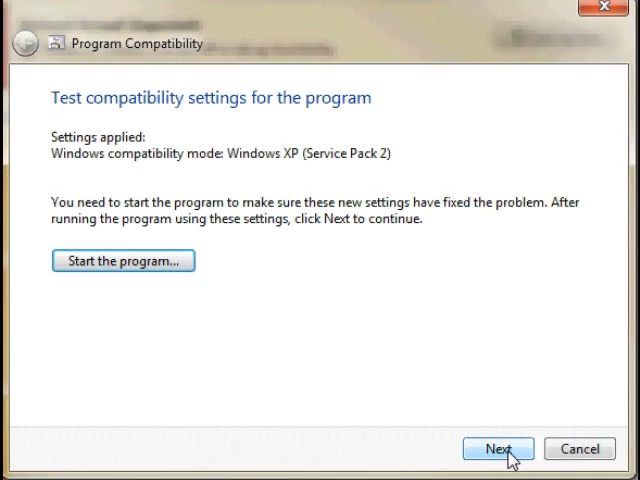 Program Compatibility
Test compatibility settings for the program
Settings applied:
Windows compatibility mode: Windows XP (Service Pack 2)
You need to start the program to make sure these new settings have fixed the problem. After
running the program using these settings, click Next to continue.
Start the program...
Next
Cancel